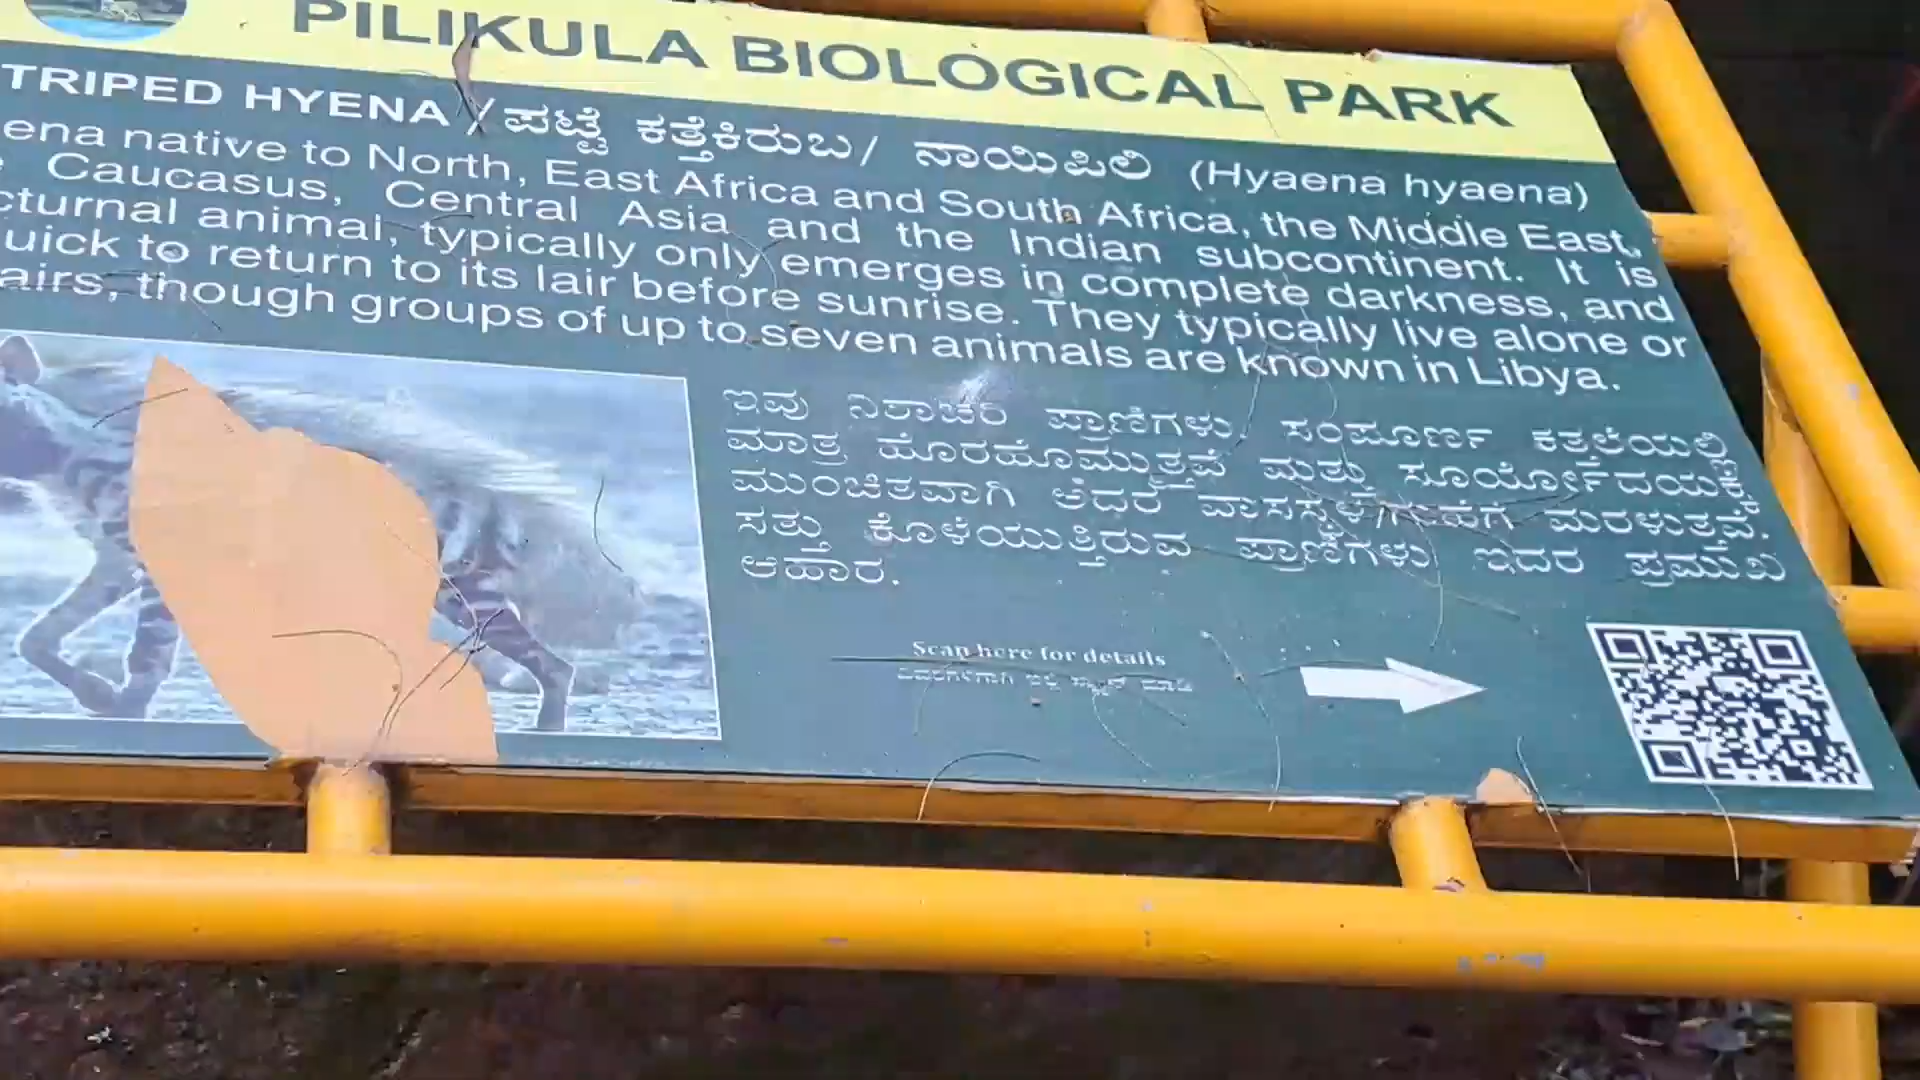 PILIKULA BIOLOGICAL PARK
TRIPED HYENA / ಪಟ್ಟೆ ಕತ್ತೆಕಿರುಬ/ ನಾಯಿಪಿಲಿ (Hyaena hyaena)
ena native to North, East Africa and South Africa, the Middle East,
Caucasus, Central Asia and the Indian subcontinent. It is
cturnal animal, typically only emerges in complete darkness, and
uick to return to its lair before sunrise. They typically live alone or
airs, though groups of up to seven animals are known in Libya.
ಇವು ನಿಶಾಚರಿ ಪ್ರಾಣಿಗಳು ಸಂಪೂರ್ಣ ಕತ್ತಲೆಯಲ್ಲಿ
ಮಾತ್ರ ಹೊರಹೊಮ್ಮುತ್ತವೆ ಮತ್ತು ಸೂರ್ಯೋದಯಕ್ಕೆ
ಮುಂಚಿತವಾಗಿ ಅದರ ವಾಸಸ್ಥಳ/ಗುಹೆಗೆ ಮರಳುತ್ತವೆ.
ಸತ್ತು ಕೊಳೆಯುತ್ತಿರುವ ಪ್ರಾಣಿಗಳು ಇದರ ಪ್ರಮುಖ
ಆಹಾರ.
Scan here for details
ವಿವರಗಳಿಗಾಗಿ ಇಲ್ಲಿ ಸ್ಕ್ಯಾನ್ ಮಾಡಿ